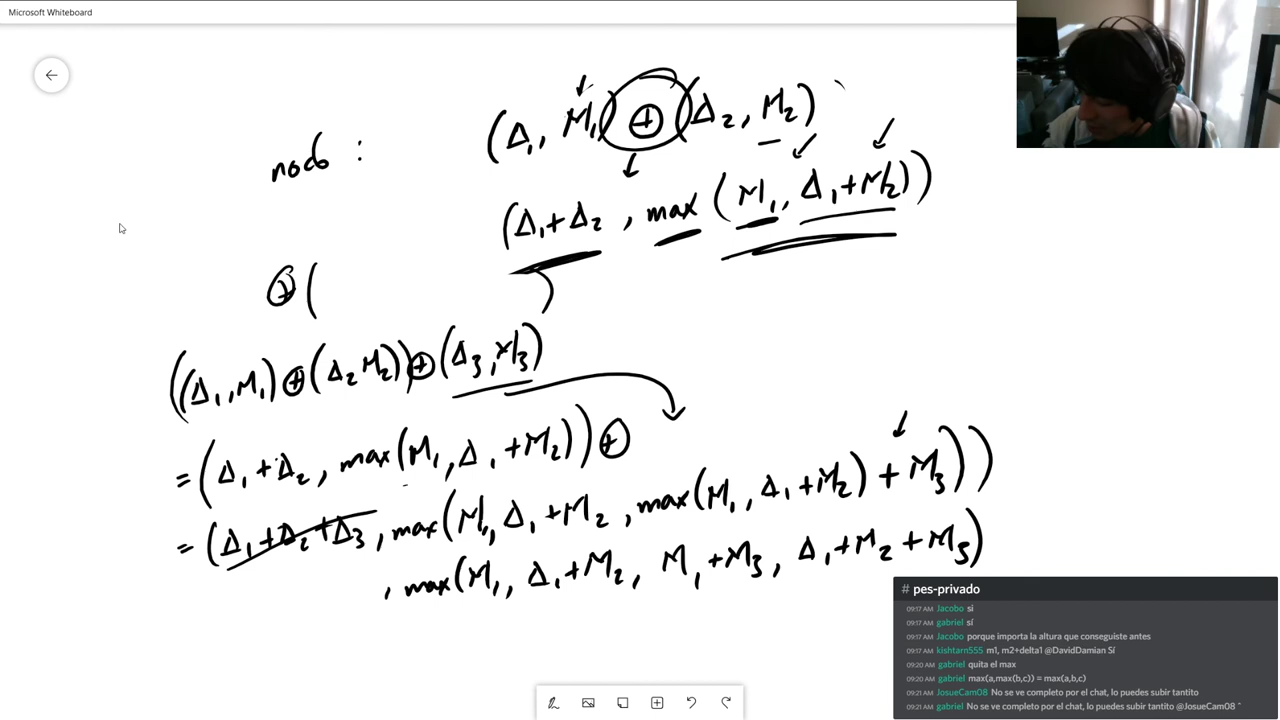 Microsoft Whiteboard
nodo : (Δ₁, M₁) ⊕ (Δ₂, M₂)
(Δ₁+Δ₂, max(M₁, Δ₁+M₂))
⊕( )
((Δ₁, M₁) ⊕ (Δ₂ M₂)) ⊕ (Δ₃, M₃)
= (Δ₁+Δ₂, max(M₁, Δ₁+M₂)) ⊕
= (Δ₁+Δ₂+Δ₃, max(M₁, Δ₁+M₂, max(M₁, Δ₁+M₂)+M₃))
, max(M₁, Δ₁+M₂, M₁+M₃, Δ₁+M₂+M₃)
# pes-privado
09:17 AM Jacobo si
09:17 AM gabriel sí
09:17 AM Jacobo porque importa la altura que conseguiste antes
09:17 AM kishtarn555 m1, m2+delta1 @DavidDamian Sí
09:20 AM gabriel quita el max
09:20 AM gabriel max(a,max(b,c)) = max(a,b,c)
09:21 AM JosueCam08 No se ve completo por el chat, lo puedes subir tantito
09:21 AM gabriel No se ve completo por el chat, lo puedes subir tantito @JosueCam08 ^